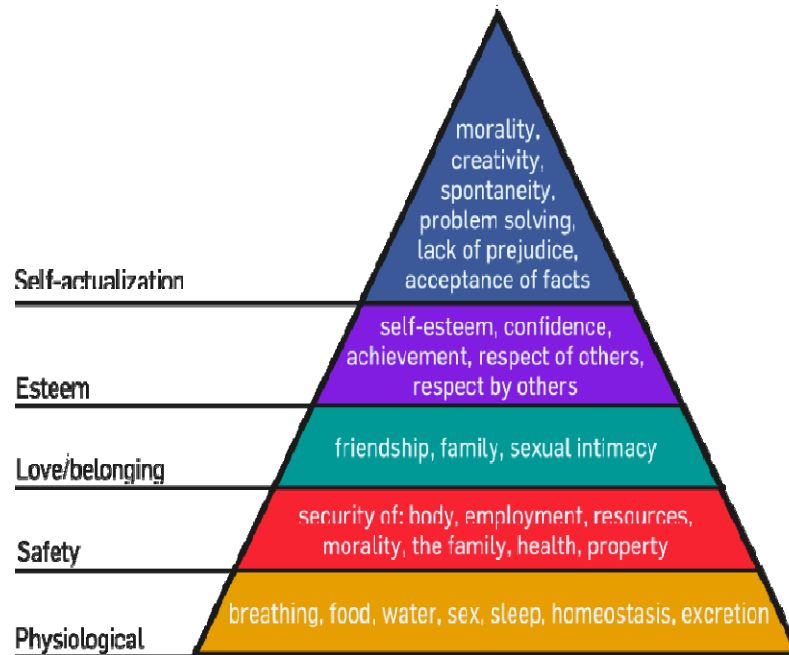 morality,
creativity,
spontaneity,
problem solving,
lack of prejudice,
acceptance of facts
Self-actualization
self-esteem, confidence,
achievement, respect of others,
respect by others
Esteem
friendship, family, sexual intimacy
Love/belonging
security of: body, employment, resources,
morality, the family, health, property
Safety
breathing, food, water, sex, sleep, homeostasis, excretion
Physiological